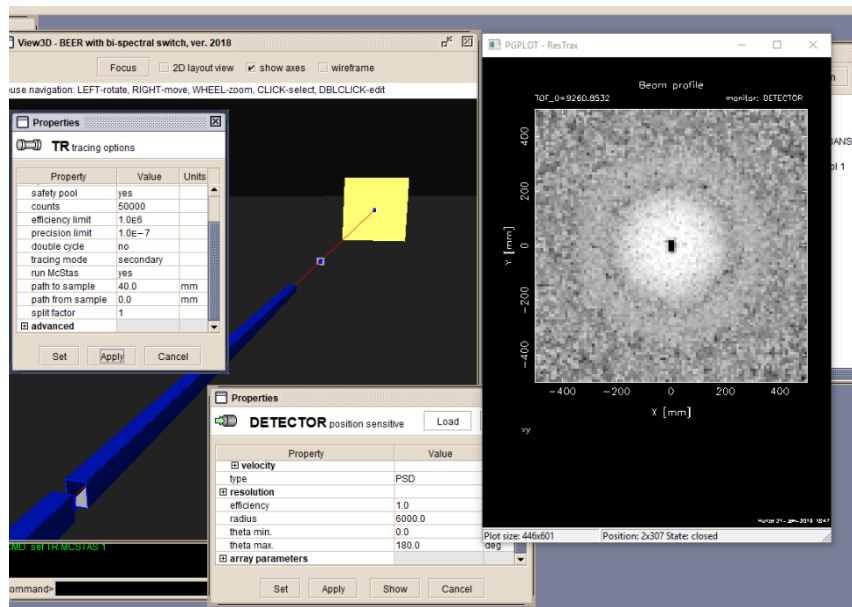 View3D - BEER with bi-spectral switch, ver. 2018
Focus
2D layout view
show axes
wireframe
use navigation: LEFT-rotate, RIGHT-move, WHEEL-zoom, CLICK-select, DBLCLICK-edit
Properties
TR tracing options
Property Value Units
safety pool yes
counts 50000
efficiency limit 1.0E6
precision limit 1.0E-7
double cycle no
tracing mode secondary
run McStas yes
path to sample 40.0 mm
path from sample 0.0 mm
split factor 1
advanced
Set Apply Cancel
Properties
DETECTOR position sensitive Load
Property Value
velocity
type PSD
resolution
efficiency 1.0
radius 6000.0
theta min. 0.0
theta max. 180.0 deg
array parameters
Set Apply Show Cancel
CMD: set TR MCSTAS 1
ommand>
PGPLOT - ResTrax
Beam profile
TOF_0=9260.8532 monitor: DETECTOR
400
200
0
-200
-400
Y [mm]
-400 -200 0 200 400
X [mm]
xy
Plot size: 446x601 Position: 2x307 State: closed
SANS
ol 1